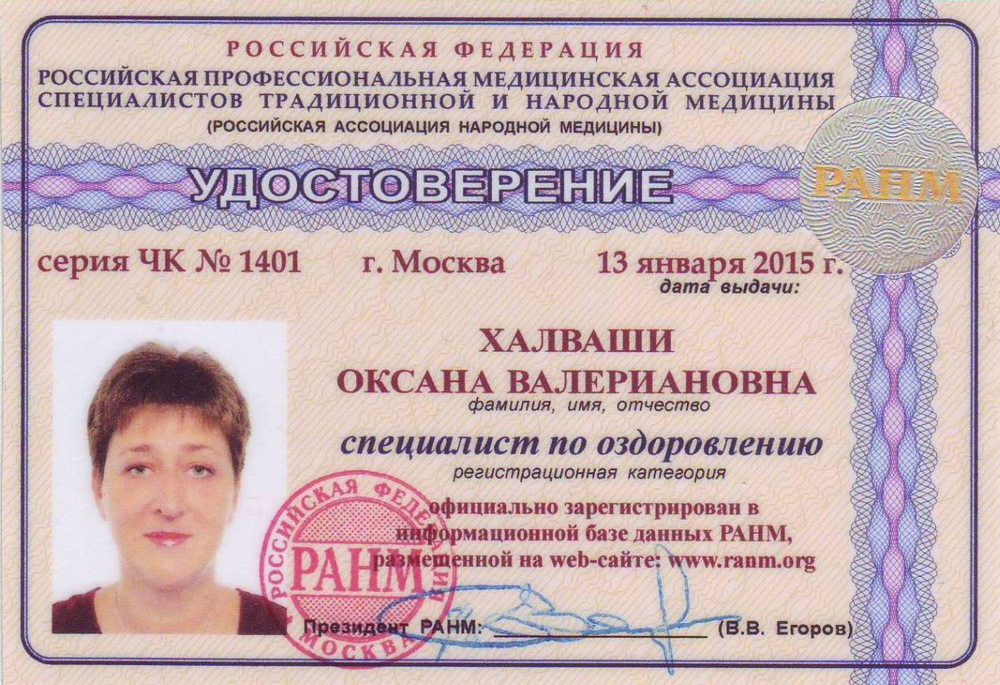 РОССИЙСКАЯ ФЕДЕРАЦИЯ
РОССИЙСКАЯ ПРОФЕССИОНАЛЬНАЯ МЕДИЦИНСКАЯ АССОЦИАЦИЯ
СПЕЦИАЛИСТОВ ТРАДИЦИОННОЙ И НАРОДНОЙ МЕДИЦИНЫ
(РОССИЙСКАЯ АССОЦИАЦИЯ НАРОДНОЙ МЕДИЦИНЫ)
РАНМ
УДОСТОВЕРЕНИЕ
серия ЧК № 1401 г. Москва 13 января 2015 г.
дата выдачи:
ХАЛВАШИ
ОКСАНА ВАЛЕРИАНОВНА
фамилия, имя, отчество
специалист по оздоровлению
регистрационная категория
официально зарегистрирован в
информационной базе данных РАНМ,
размещенной на web-сайте: www.ranm.org
РОССИЙСКАЯ ФЕДЕРАЦИЯ
РАНМ
МОСКВА
Президент РАНМ: (В.В. Егоров)